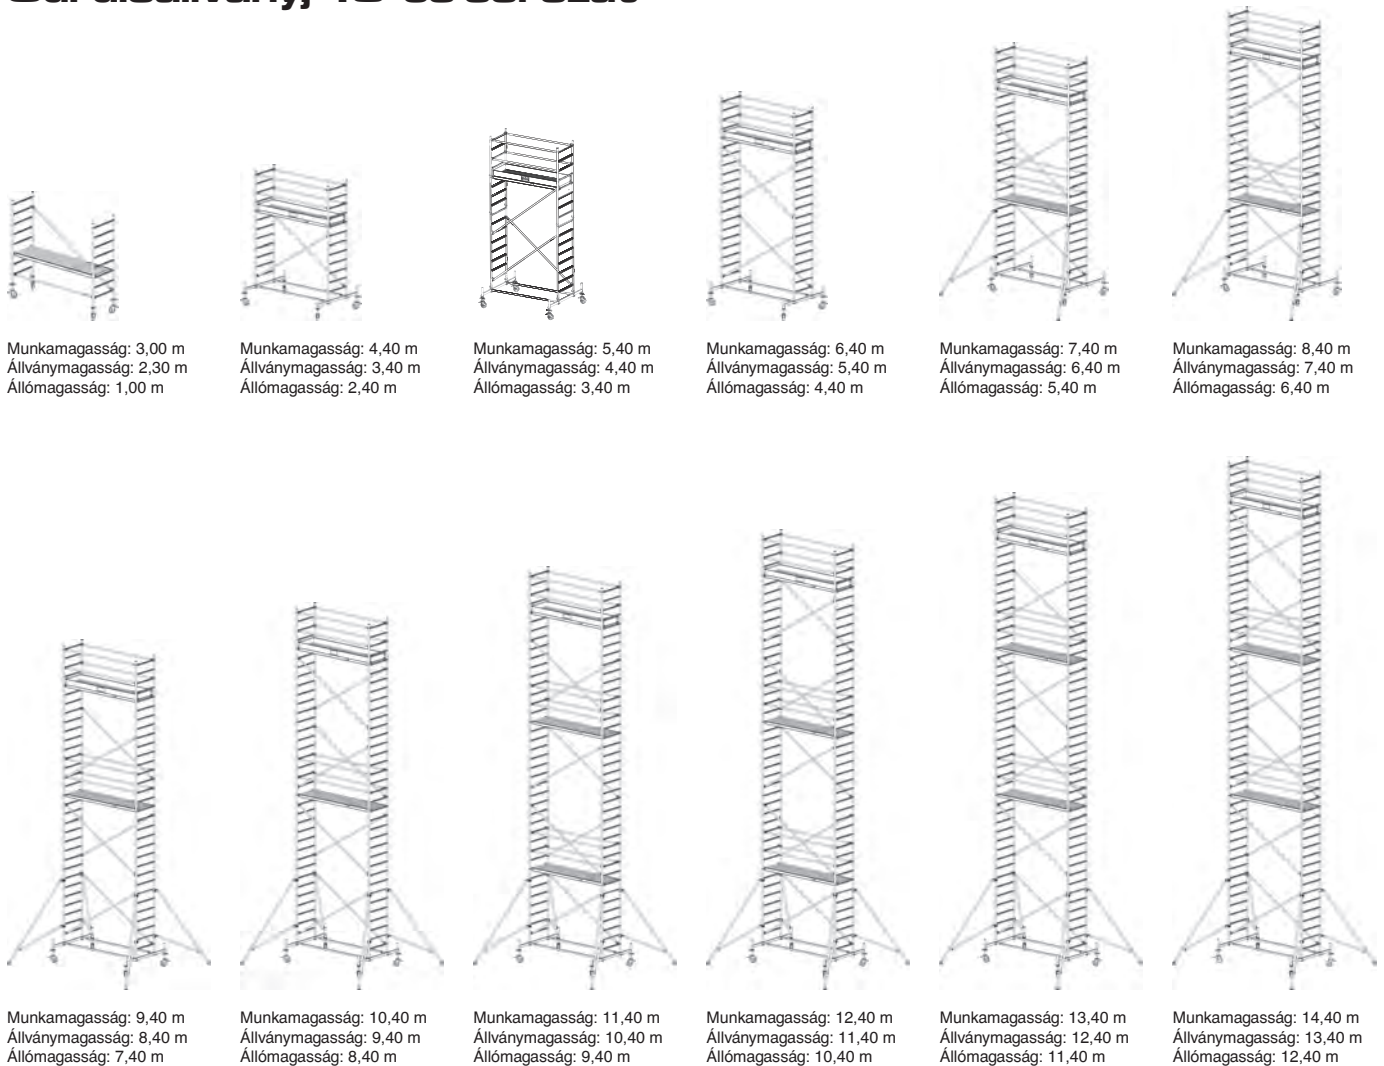 Munkamagasság: 3,00 m
Állványmagasság: 2,30 m
Állómagasság: 1,00 m
Munkamagasság: 4,40 m
Állványmagasság: 3,40 m
Állómagasság: 2,40 m
Munkamagasság: 5,40 m
Állványmagasság: 4,40 m
Állómagasság: 3,40 m
Munkamagasság: 6,40 m
Állványmagasság: 5,40 m
Állómagasság: 4,40 m
Munkamagasság: 7,40 m
Állványmagasság: 6,40 m
Állómagasság: 5,40 m
Munkamagasság: 8,40 m
Állványmagasság: 7,40 m
Állómagasság: 6,40 m
Munkamagasság: 9,40 m
Állványmagasság: 8,40 m
Állómagasság: 7,40 m
Munkamagasság: 10,40 m
Állványmagasság: 9,40 m
Állómagasság: 8,40 m
Munkamagasság: 11,40 m
Állványmagasság: 10,40 m
Állómagasság: 9,40 m
Munkamagasság: 12,40 m
Állványmagasság: 11,40 m
Állómagasság: 10,40 m
Munkamagasság: 13,40 m
Állványmagasság: 12,40 m
Állómagasság: 11,40 m
Munkamagasság: 14,40 m
Állványmagasság: 13,40 m
Állómagasság: 12,40 m